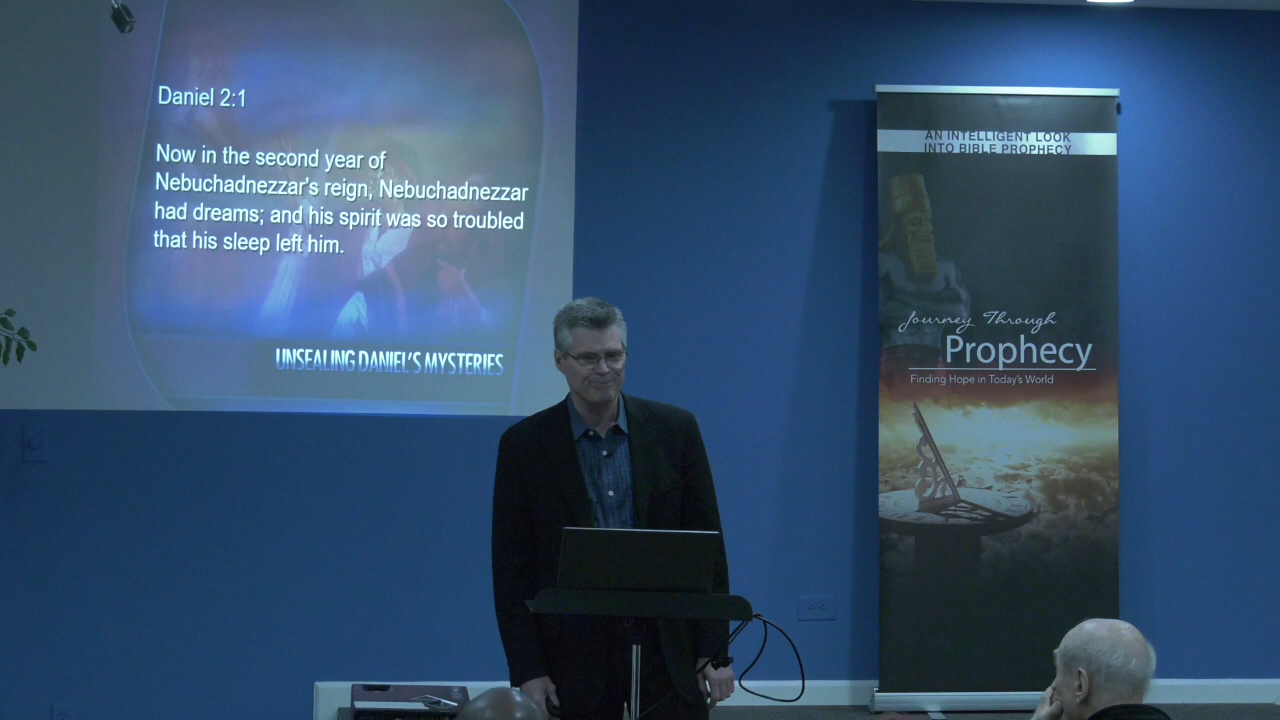 Daniel 2:1
Now in the second year of
Nebuchadnezzar's reign, Nebuchadnezzar
had dreams; and his spirit was so troubled
that his sleep left him.
UNSEALING DANIEL'S MYSTERIES
AN INTELLIGENT LOOK
INTO BIBLE PROPHECY
Journey Through
Prophecy
Finding Hope in Today's World